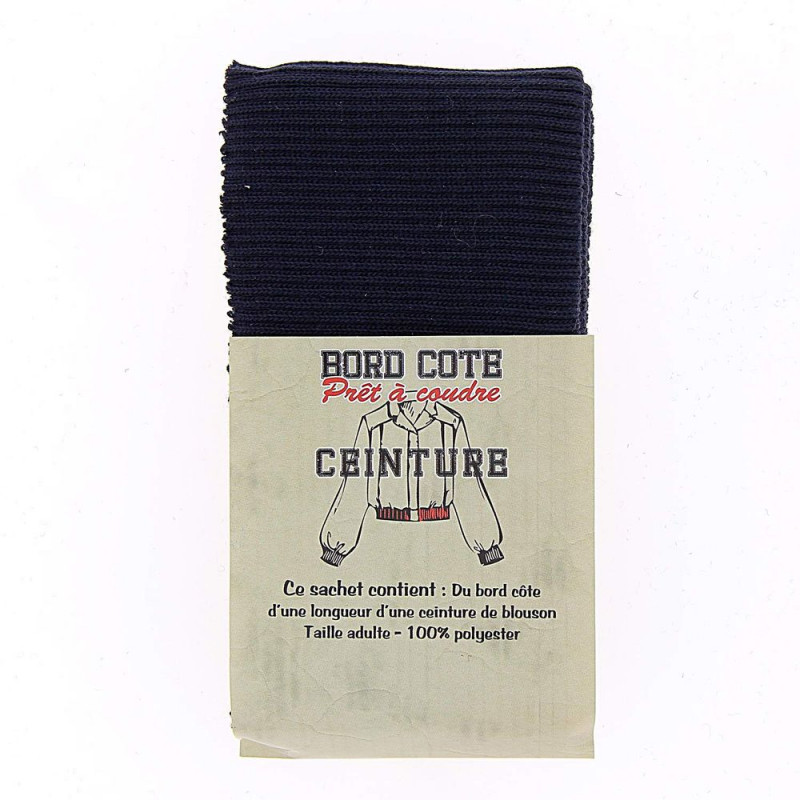 BORD COTE
Prêt à coudre
CEINTURE
Ce sachet contient : Du bord côte
d'une longueur d'une ceinture de blouson
Taille adulte - 100% polyester